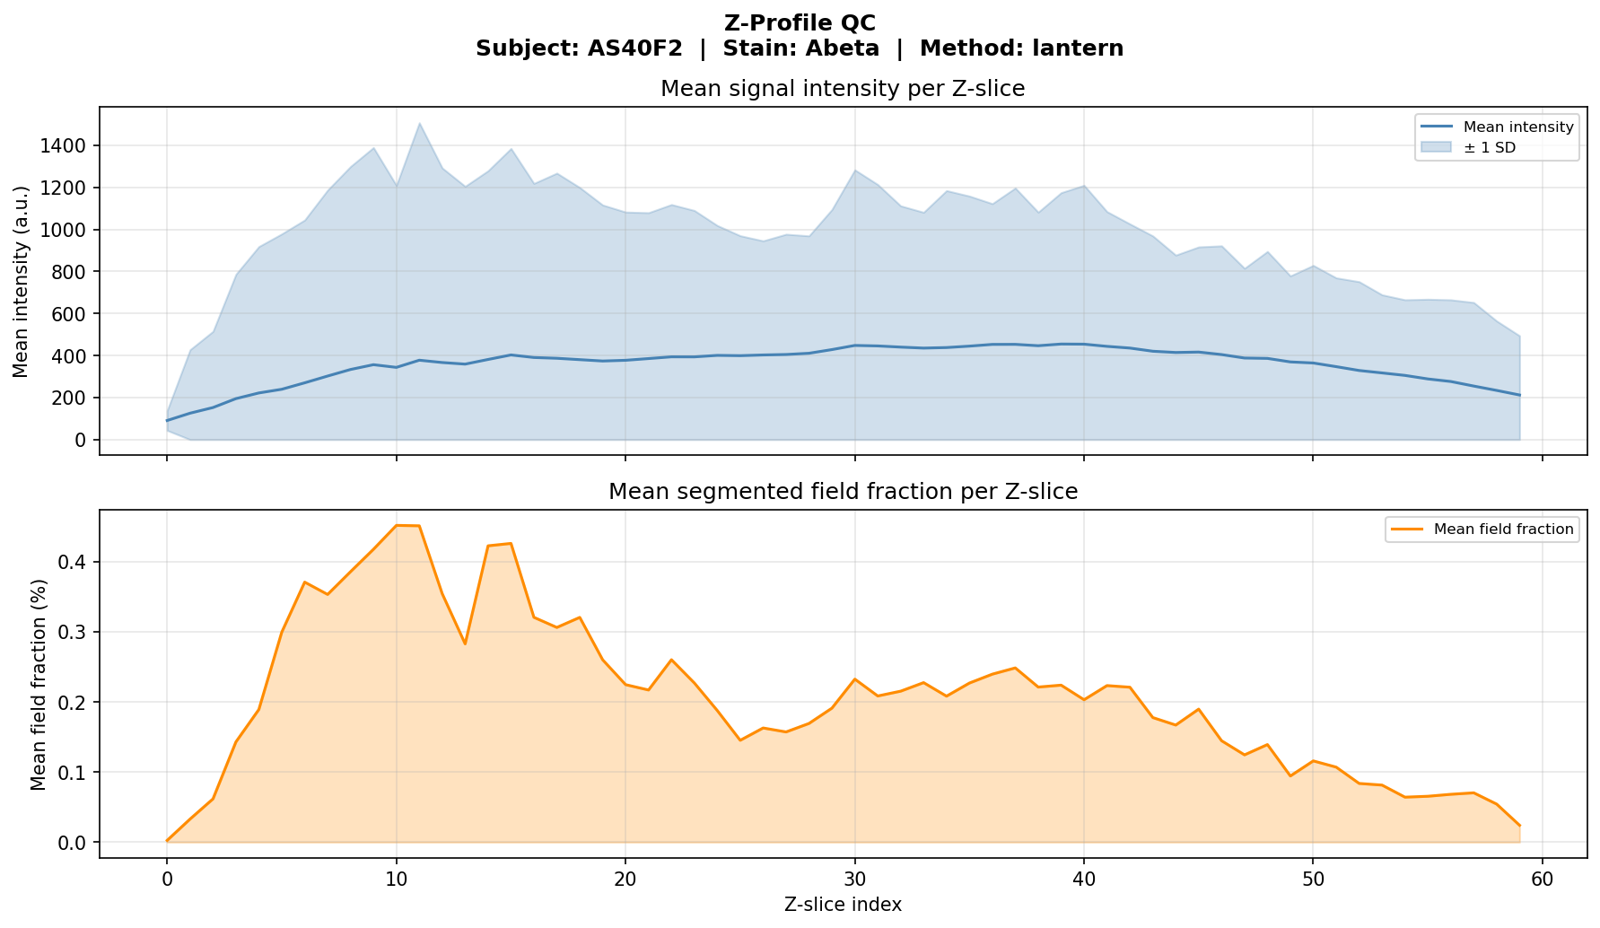 Z-Profile QC
Subject: AS40F2 | Stain: Abeta | Method: lantern
Mean signal intensity per Z-slice
Mean intensity (a.u.)
1400
1200
1000
800
600
400
200
0
Mean intensity
± 1 SD
Mean segmented field fraction per Z-slice
Mean field fraction (%)
0.4
0.3
0.2
0.1
0.0
Mean field fraction
0 10 20 30 40 50 60
Z-slice index